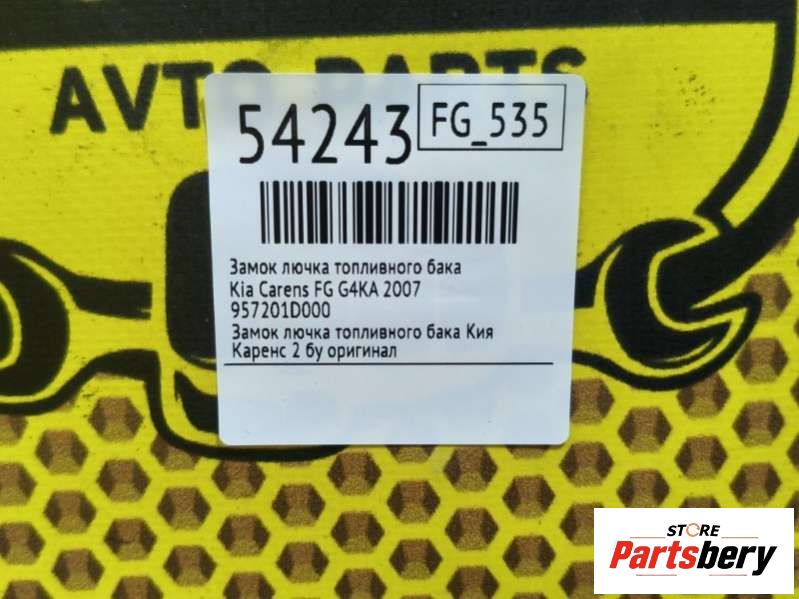 AVTO PARTS
54243
FG_535
Замок лючка топливного бака
Kia Carens FG G4KA 2007
957201D000
Замок лючка топливного бака Кия
Каренс 2 бу оригинал
STORE
Partsbery